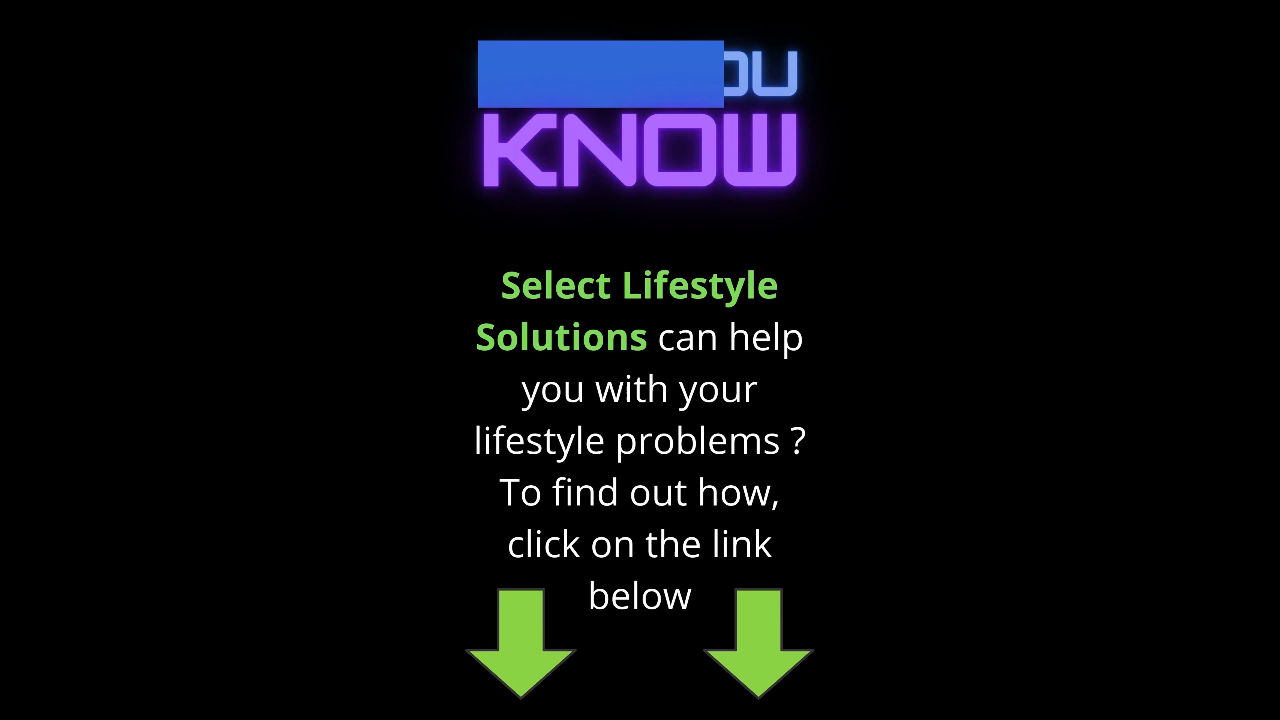 KNOW
Select Lifestyle
Solutions can help
you with your
lifestyle problems ?
To find out how,
click on the link
below